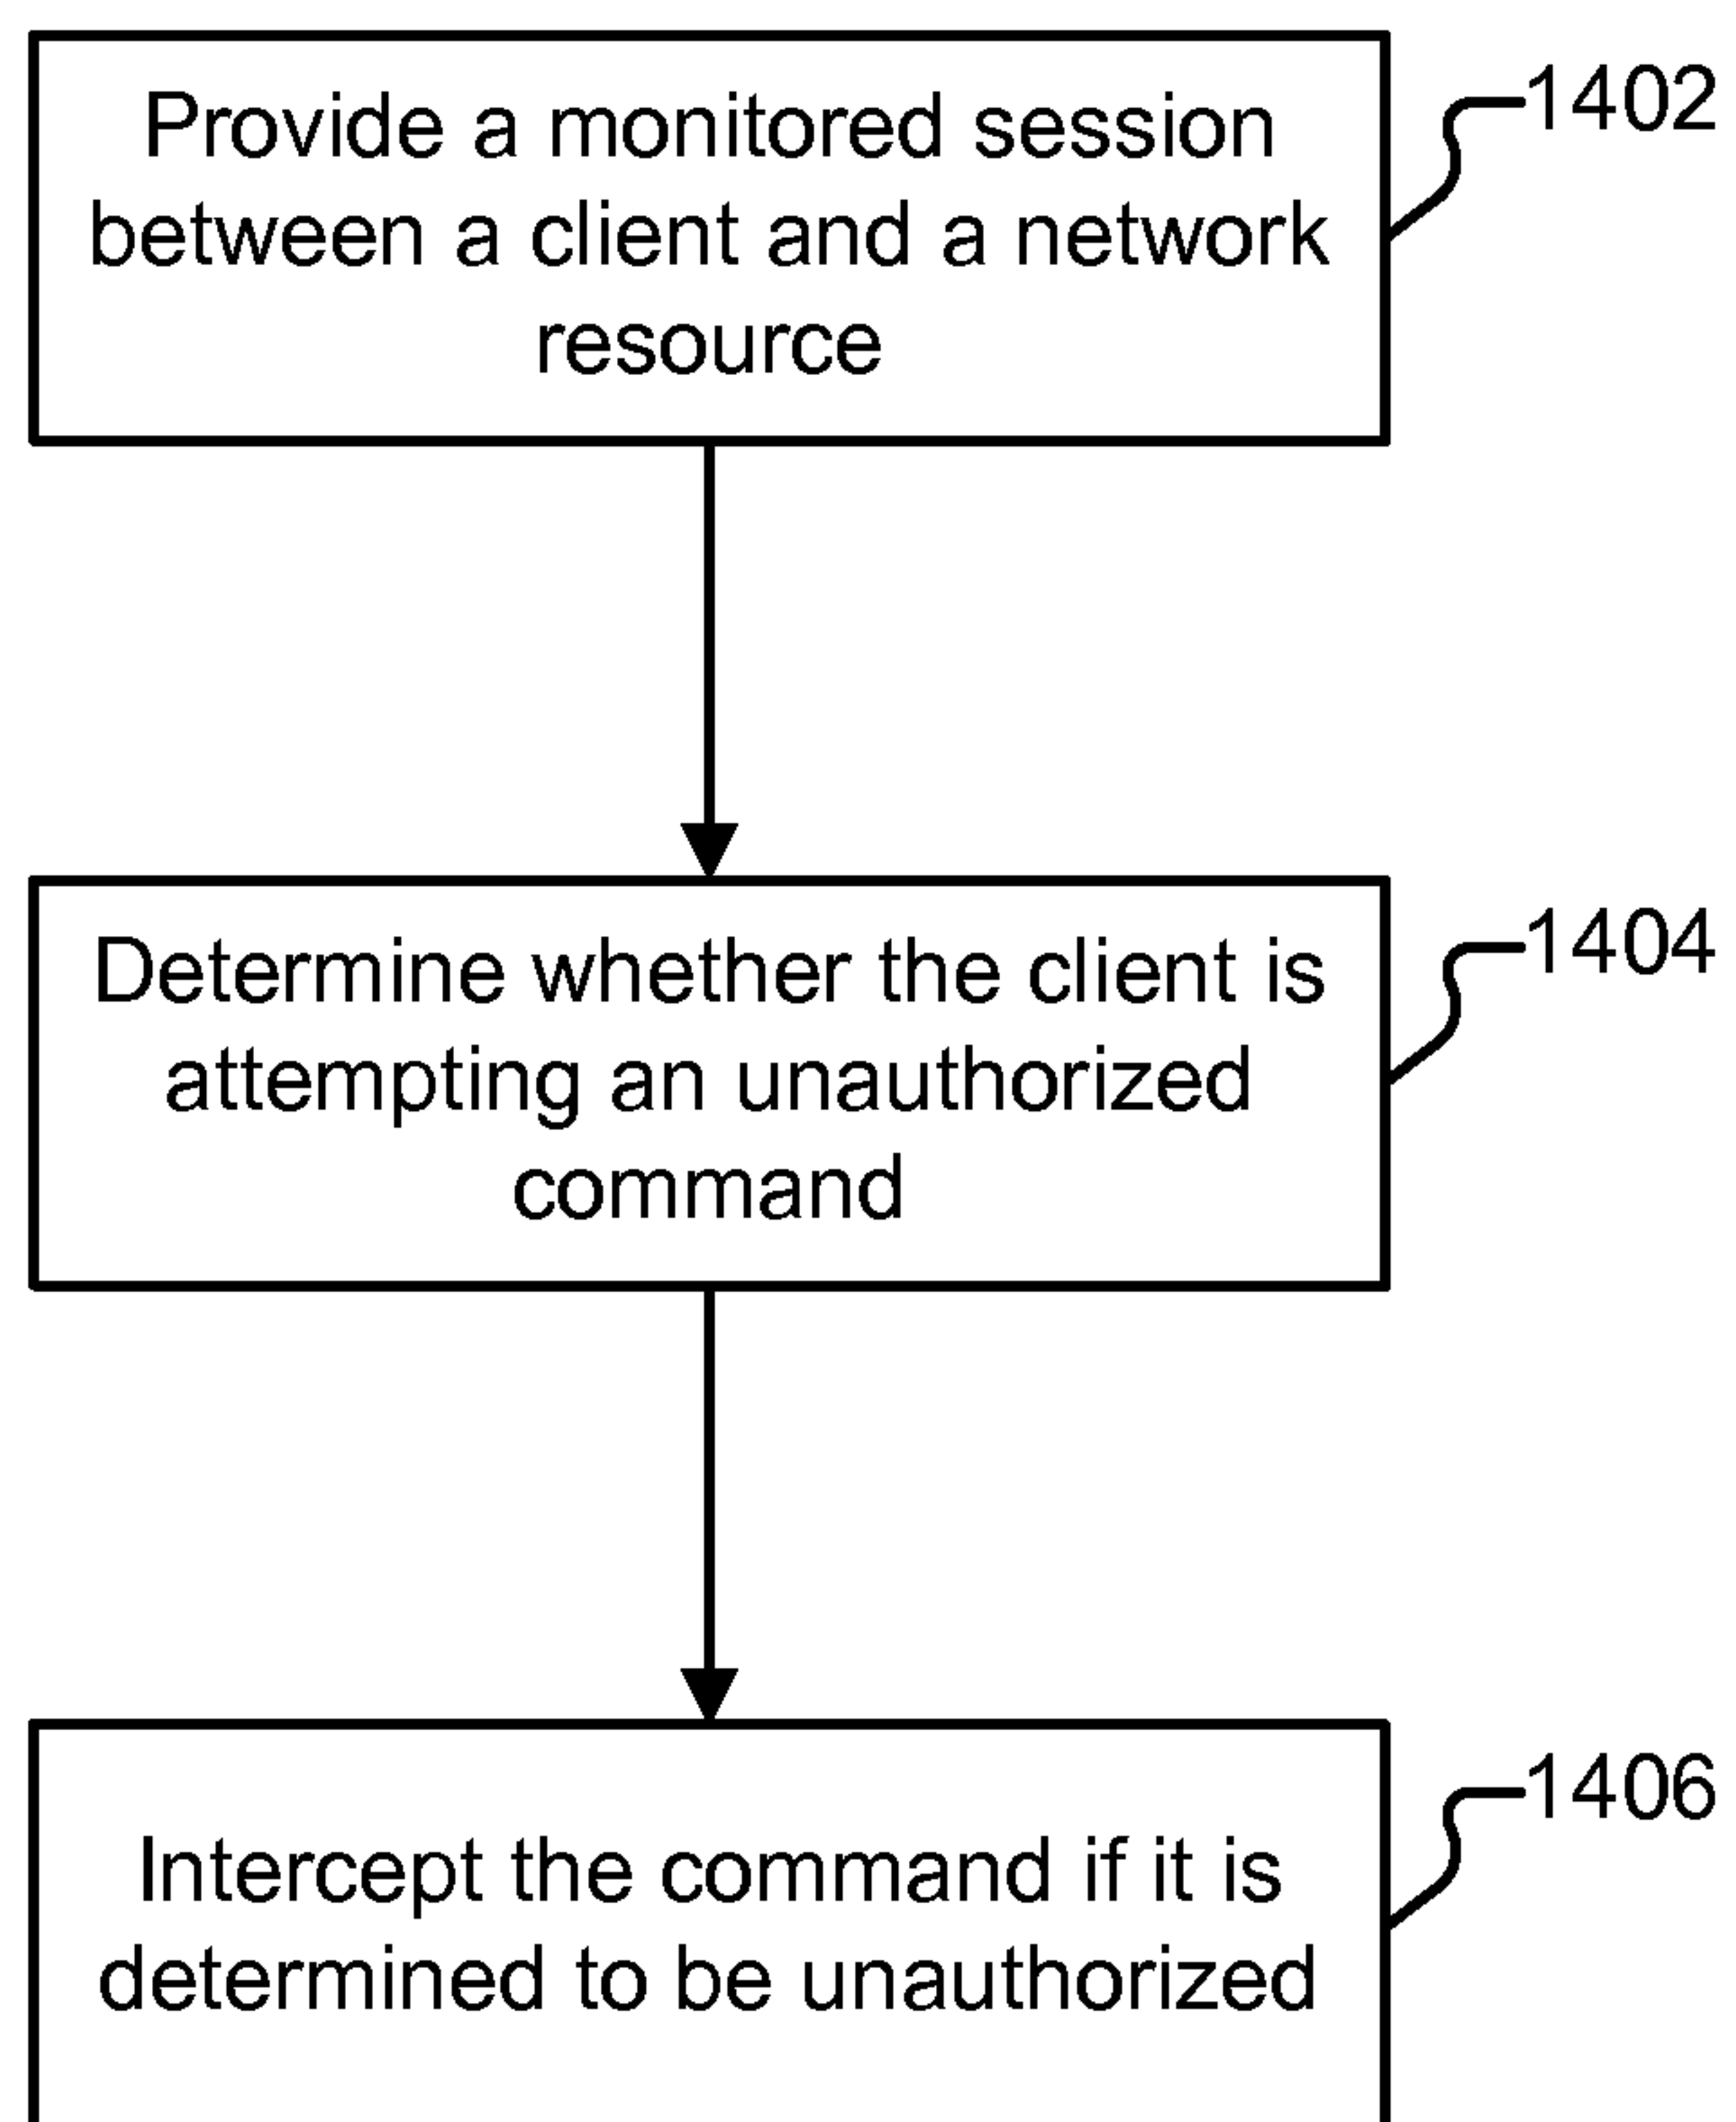 Provide a monitored session
between a client and a network
resource
1402
Determine whether the client is
attempting an unauthorized
command
1404
Intercept the command if it is
determined to be unauthorized
1406